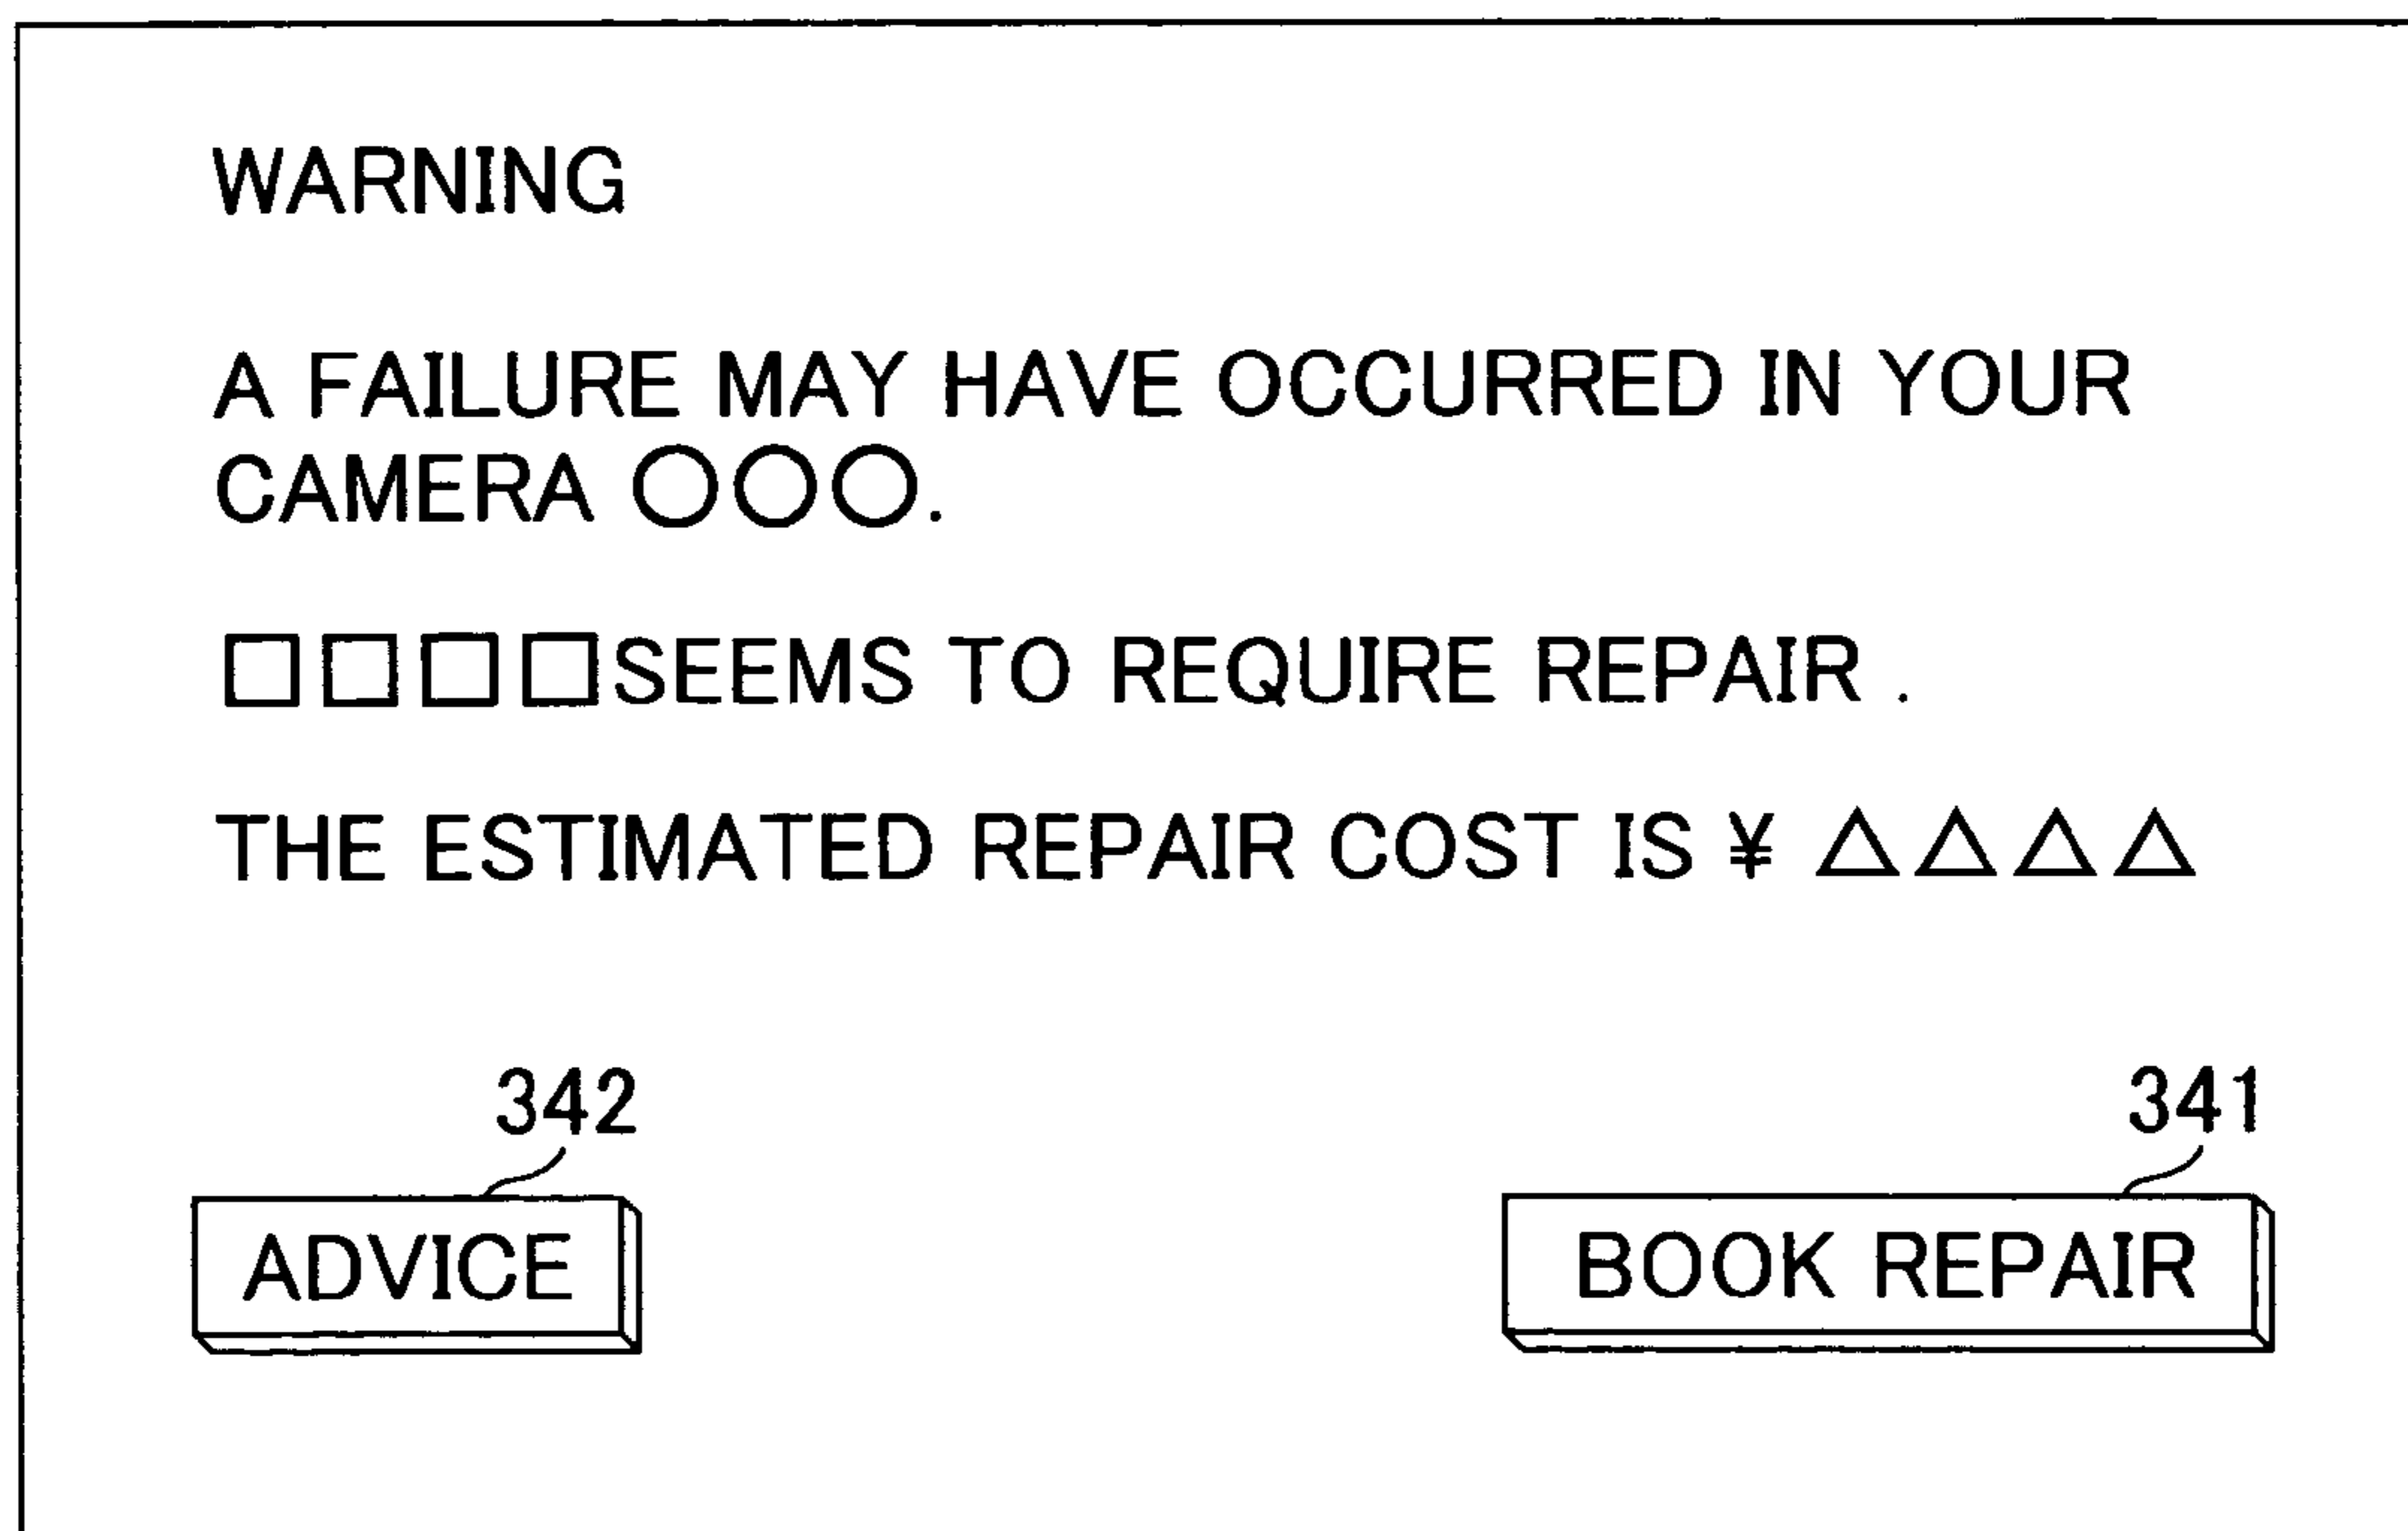 WARNING
A FAILURE MAY HAVE OCCURRED IN YOUR
CAMERA ○○○.
□□□□SEEMS TO REQUIRE REPAIR .
THE ESTIMATED REPAIR COST IS ¥ △△△△
342
341
ADVICE
BOOK REPAIR